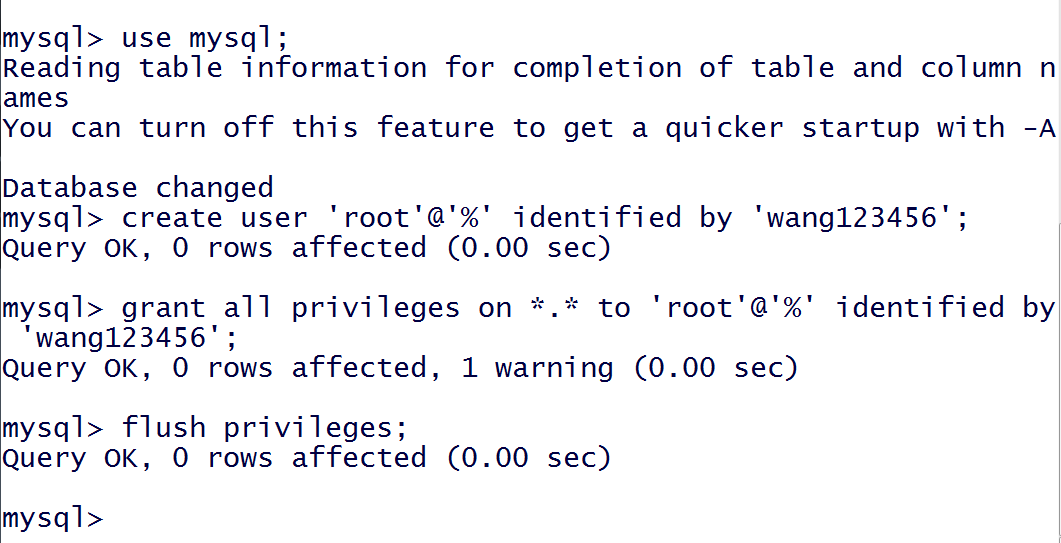 mysql> use mysql;
Reading table information for completion of table and column n
ames
You can turn off this feature to get a quicker startup with -A
Database changed
mysql> create user 'root'@'%' identified by 'wang123456';
Query OK, 0 rows affected (0.00 sec)
mysql> grant all privileges on *.* to 'root'@'%' identified by
 'wang123456';
Query OK, 0 rows affected, 1 warning (0.00 sec)
mysql> flush privileges;
Query OK, 0 rows affected (0.00 sec)
mysql>